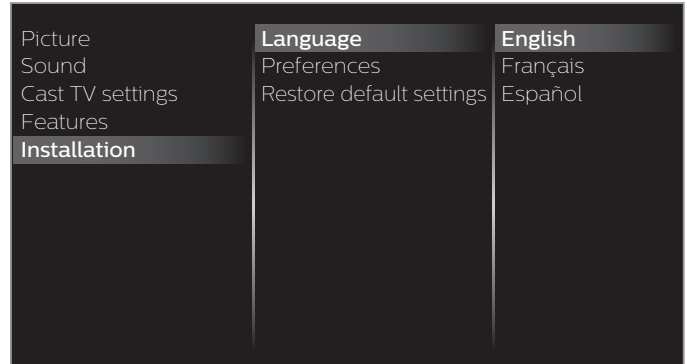 Picture
Sound
Cast TV settings
Features
Installation
Language
Preferences
Restore default settings
English
Français
Español